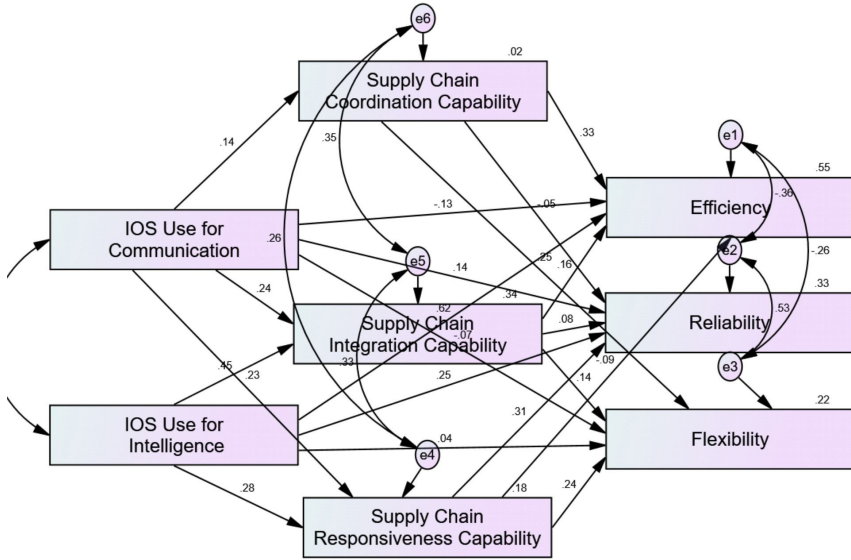 e6
.02
Supply Chain
Coordination Capability
.35
.14
.33
e1
.55
-.36
-.13
-.05
Efficiency
IOS Use for
Communication
.26
e5
.14
.25
.16
e2
-.26
.24
.34
.33
.62
.08
.53
Supply Chain
Integration Capability
-.07
Reliability
.33
-.09
e3
.45
.23
.25
.14
IOS Use for
Intelligence
.31
.22
.04
Flexibility
e4
.28
.18
.24
Supply Chain
Responsiveness Capability